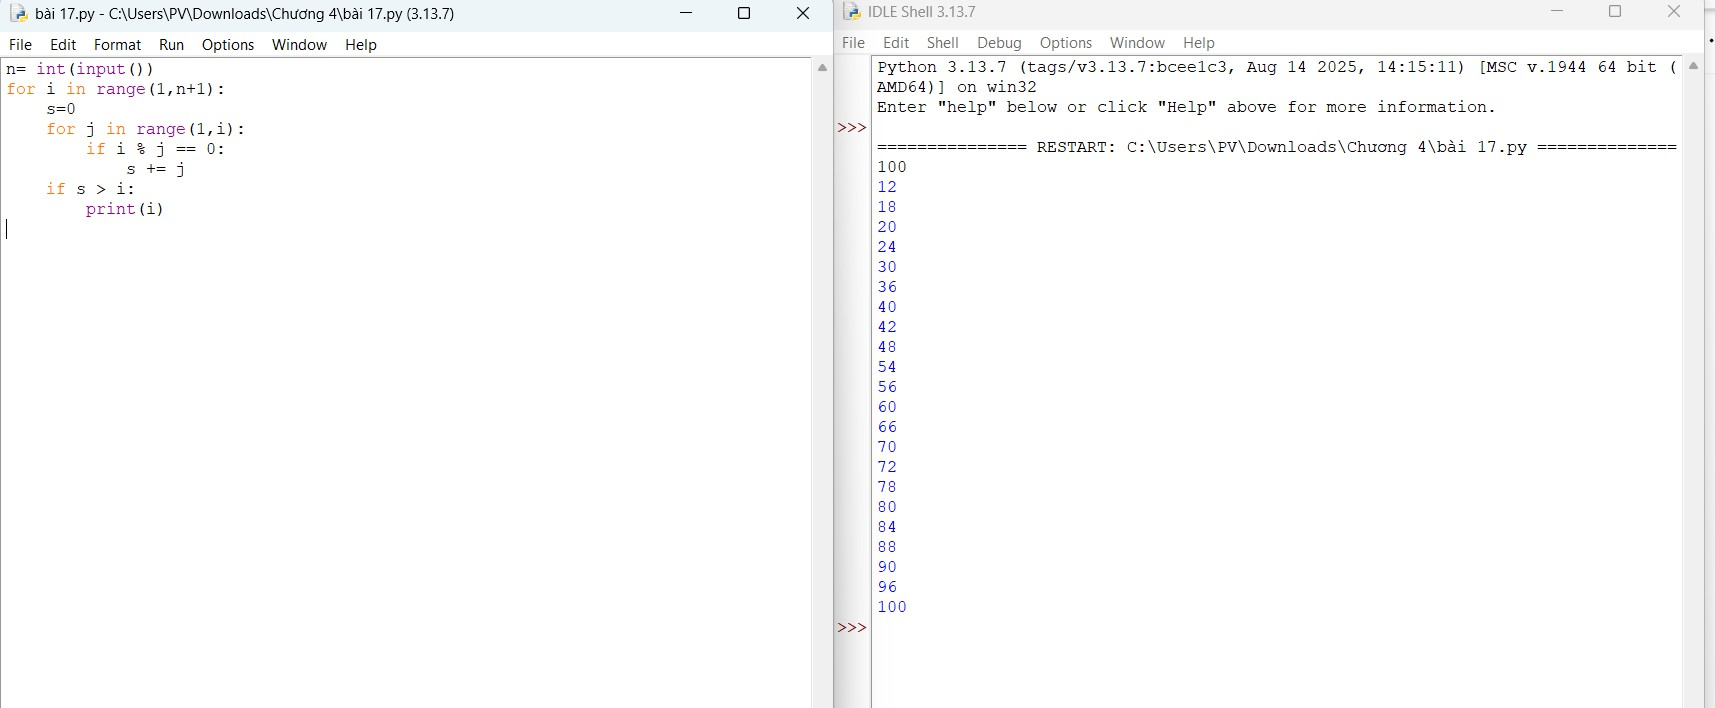 bài 17.py - C:\Users\PV\Downloads\Chương 4\bài 17.py (3.13.7)
File Edit Format Run Options Window Help
n= int(input())
for i in range(1,n+1):
    s=0
    for j in range(1,i):
        if i % j == 0:
            s += j
    if s > i:
        print(i)
IDLE Shell 3.13.7
File Edit Shell Debug Options Window Help
Python 3.13.7 (tags/v3.13.7:bcee1c3, Aug 14 2025, 14:15:11) [MSC v.1944 64 bit (
AMD64)] on win32
Enter "help" below or click "Help" above for more information.
>>>
=============== RESTART: C:\Users\PV\Downloads\Chương 4\bài 17.py ==============
100
12
18
20
24
30
36
40
42
48
54
56
60
66
70
72
78
80
84
88
90
96
100
>>>